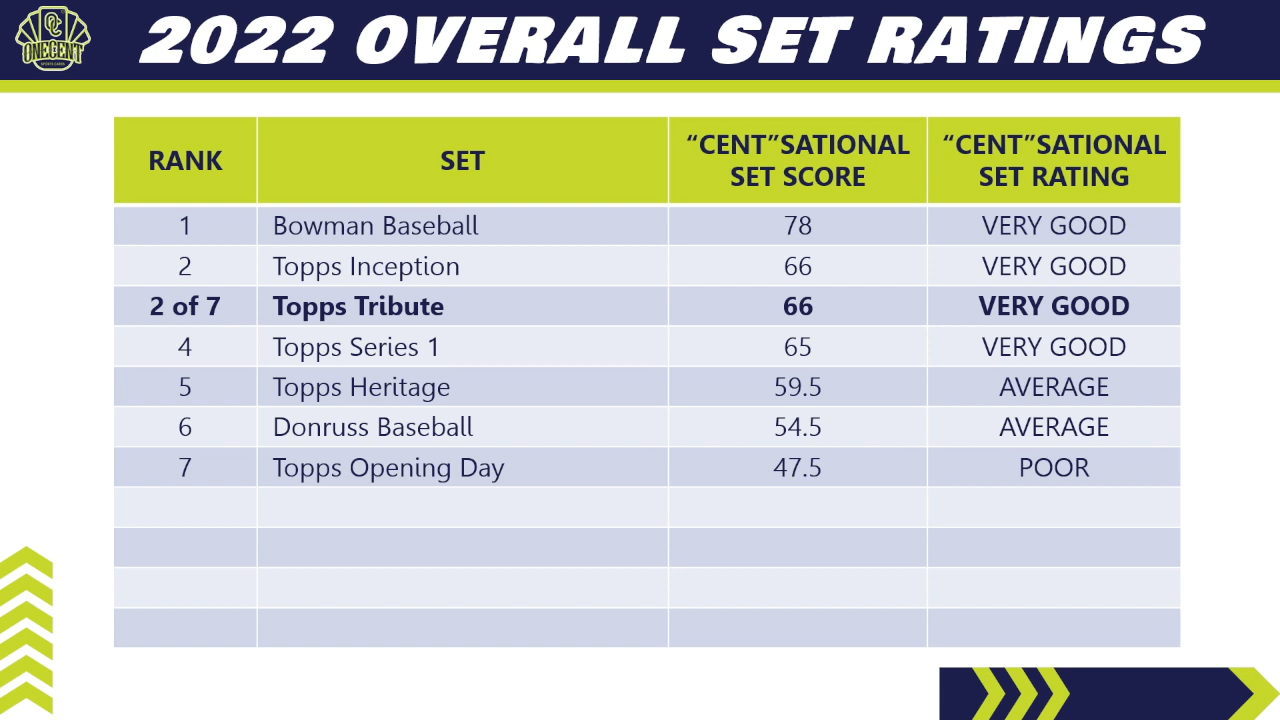 OC
ONECENT
SPORTS CARDS
2022 OVERALL SET RATINGS
RANK SET “CENT”SATIONAL SET SCORE “CENT”SATIONAL SET RATING
1 Bowman Baseball 78 VERY GOOD
2 Topps Inception 66 VERY GOOD
2 of 7 Topps Tribute 66 VERY GOOD
4 Topps Series 1 65 VERY GOOD
5 Topps Heritage 59.5 AVERAGE
6 Donruss Baseball 54.5 AVERAGE
7 Topps Opening Day 47.5 POOR